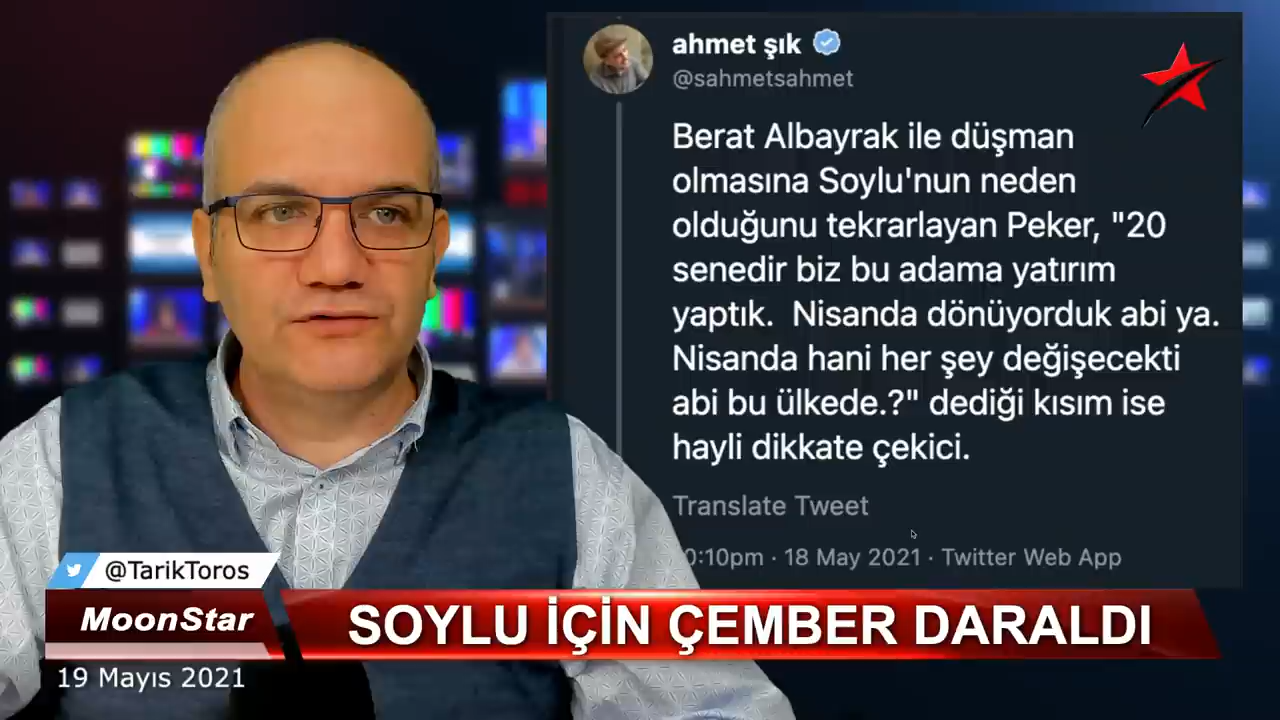 ahmet şık
@sahmetsahmet
Berat Albayrak ile düşman
olmasına Soylu'nun neden
olduğunu tekrarlayan Peker, "20
senedir biz bu adama yatırım
yaptık.  Nisanda dönüyorduk abi ya.
Nisanda hani her şey değişecekti
abi bu ülkede.?" dediği kısım ise
hayli dikkate çekici.
Translate Tweet
0:10pm · 18 May 2021 · Twitter Web App
@TarikToros
MoonStar
SOYLU İÇİN ÇEMBER DARALDI
19 Mayıs 2021